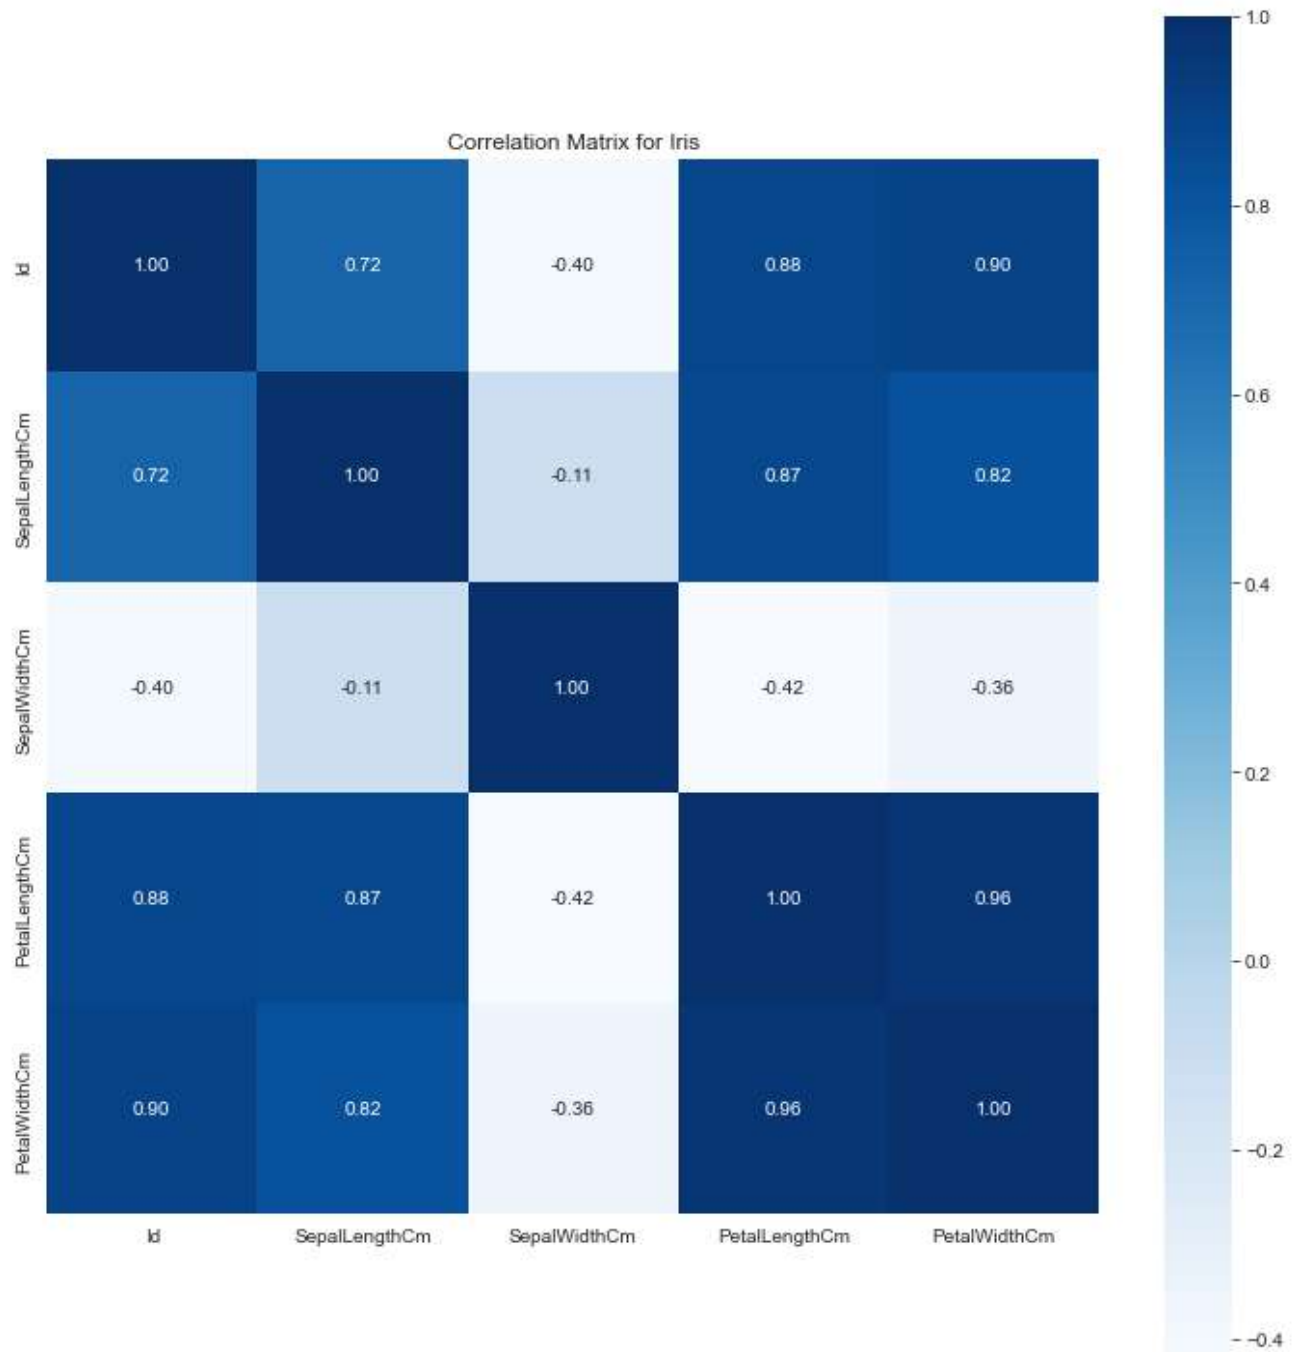 1.0
Correlation Matrix for Iris
0.8
Id 1.00 0.72 -0.40 0.88 0.90
0.6
SepalLengthCm 0.72 1.00 -0.11 0.87 0.82
0.4
SepalWidthCm -0.40 -0.11 1.00 -0.42 -0.36
0.2
PetalLengthCm 0.88 0.87 -0.42 1.00 0.96
0.0
PetalWidthCm 0.90 0.82 -0.36 0.96 1.00
−0.2
Id SepalLengthCm SepalWidthCm PetalLengthCm PetalWidthCm
−0.4